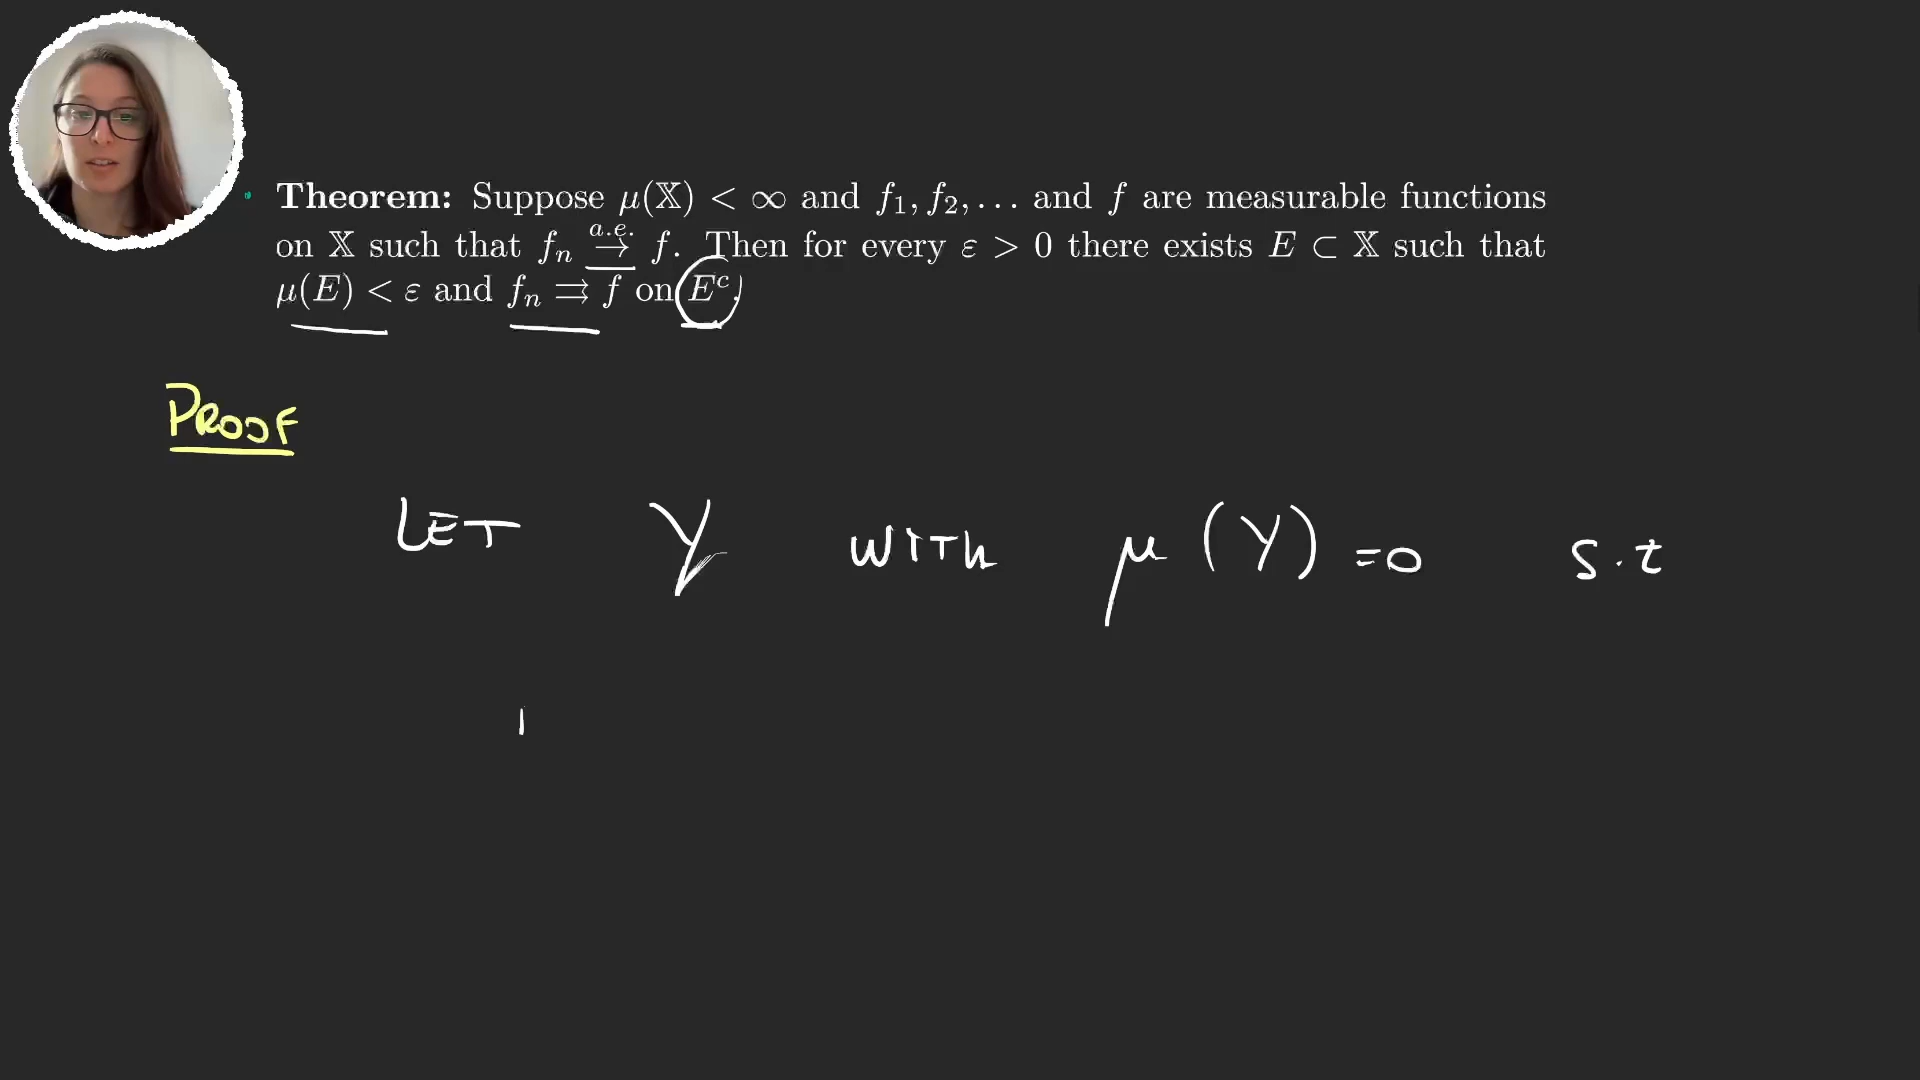 Theorem: Suppose μ(𝕏) < ∞ and f₁, f₂, … and f are measurable functions
on 𝕏 such that fₙ →^{a.e.} f. Then for every ε > 0 there exists E ⊂ 𝕏 such that
μ(E) < ε and fₙ ⇉ f on Eᶜ.
PROOF
LET Y WITH μ(Y) =0 S.t